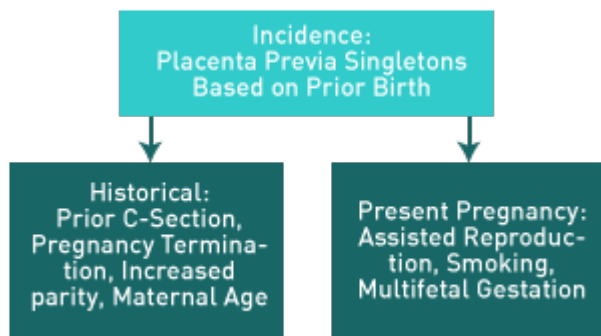 Incidence:
Placenta Previa Singletons
Based on Prior Birth
Historical:
Prior C-Section,
Pregnancy Termina-
tion, Increased
parity, Maternal Age
Present Pregnancy:
Assisted Reproduc-
tion, Smoking,
Multifetal Gestation